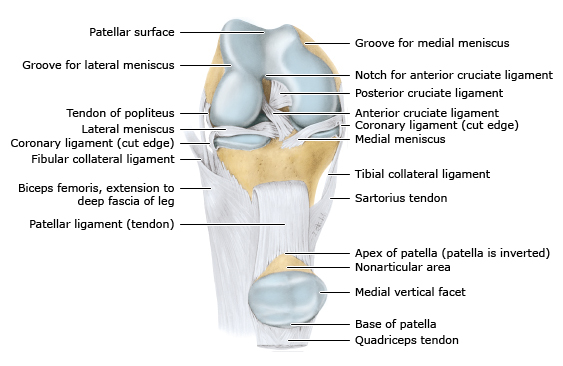 Patellar surface
Groove for lateral meniscus
Tendon of popliteus
Lateral meniscus
Coronary ligament (cut edge)
Fibular collateral ligament
Biceps femoris, extension to
deep fascia of leg
Patellar ligament (tendon)
Groove for medial meniscus
Notch for anterior cruciate ligament
Posterior cruciate ligament
Anterior cruciate ligament
Coronary ligament (cut edge)
Medial meniscus
Tibial collateral ligament
Sartorius tendon
Apex of patella (patella is inverted)
Nonarticular area
Medial vertical facet
Base of patella
Quadriceps tendon